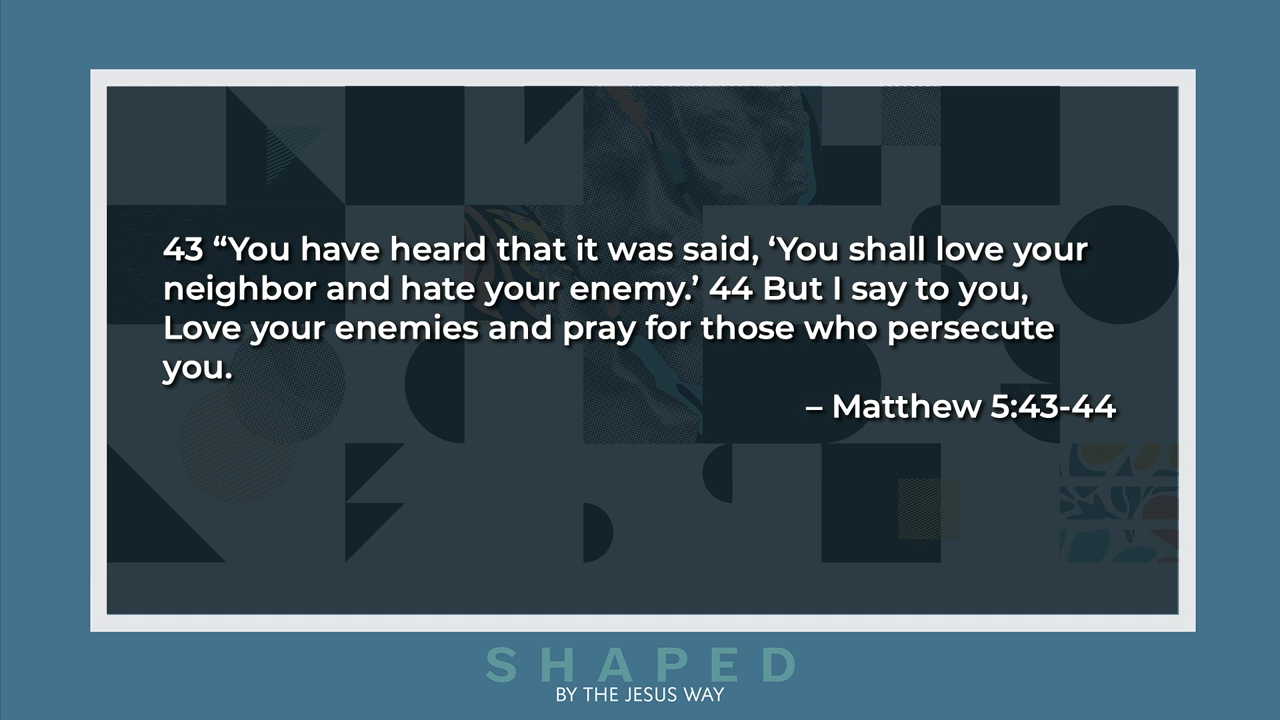 43 “You have heard that it was said, ‘You shall love your
neighbor and hate your enemy.’ 44 But I say to you,
Love your enemies and pray for those who persecute
you.
– Matthew 5:43-44
SHAPED
BY THE JESUS WAY